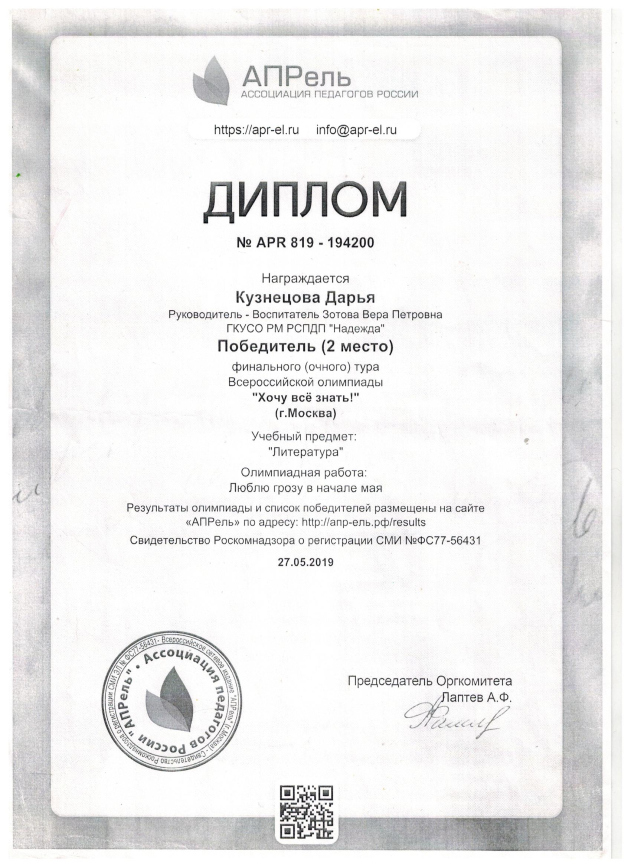 АПРель
АССОЦИАЦИЯ ПЕДАГОГОВ РОССИИ
https://apr-el.ru info@apr-el.ru
ДИПЛОМ
№ APR 819 - 194200
Награждается
Кузнецова Дарья
Руководитель - Воспитатель Зотова Вера Петровна
ГКУСО РМ РСПДП "Надежда"
Победитель (2 место)
финального (очного) тура
Всероссийской олимпиады
"Хочу всё знать!"
(г.Москва)
Учебный предмет:
"Литература"
Олимпиадная работа:
Люблю грозу в начале мая
Результаты олимпиады и список победителей размещены на сайте
«АПРель» по адресу: http://апр-ель.рф/results
Свидетельство Роскомнадзора о регистрации СМИ №ФС77-56431
27.05.2019
Председатель Оргкомитета
Лаптев А.Ф.
Ассоциация педагогов России "АПРель"